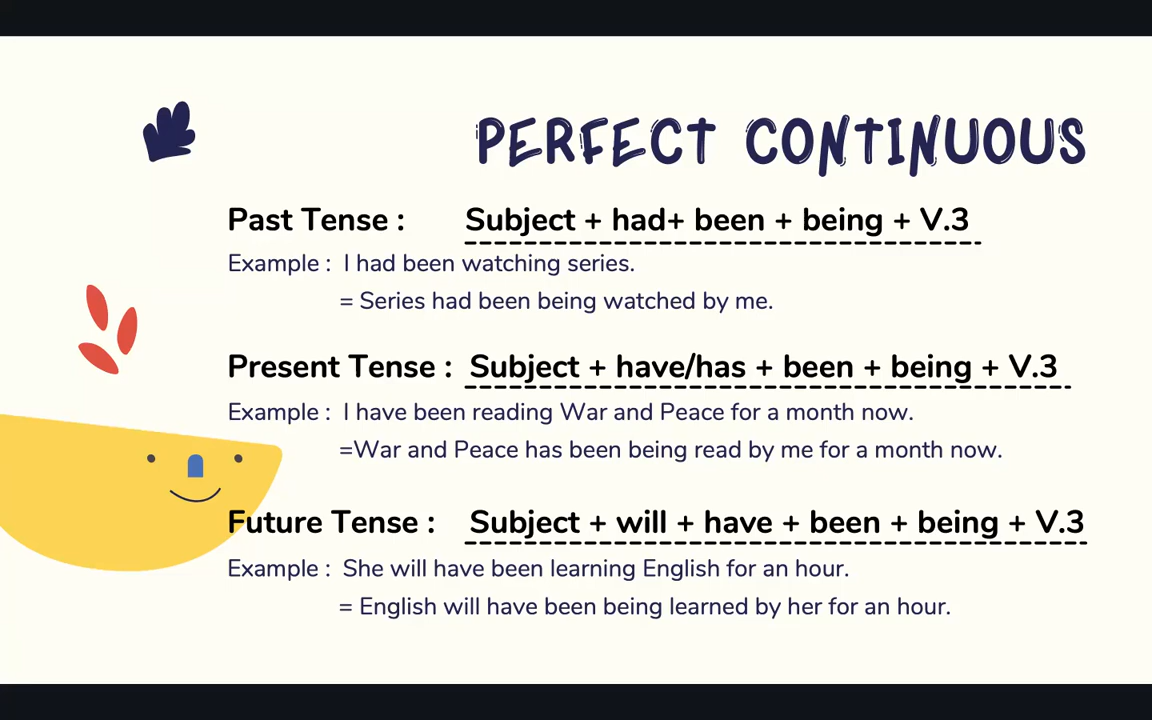 PERFECT CONTINUOUS
Past Tense : Subject + had+ been + being + V.3
Example : I had been watching series.
= Series had been being watched by me.
Present Tense : Subject + have/has + been + being + V.3
Example : I have been reading War and Peace for a month now.
=War and Peace has been being read by me for a month now.
Future Tense : Subject + will + have + been + being + V.3
Example : She will have been learning English for an hour.
= English will have been being learned by her for an hour.